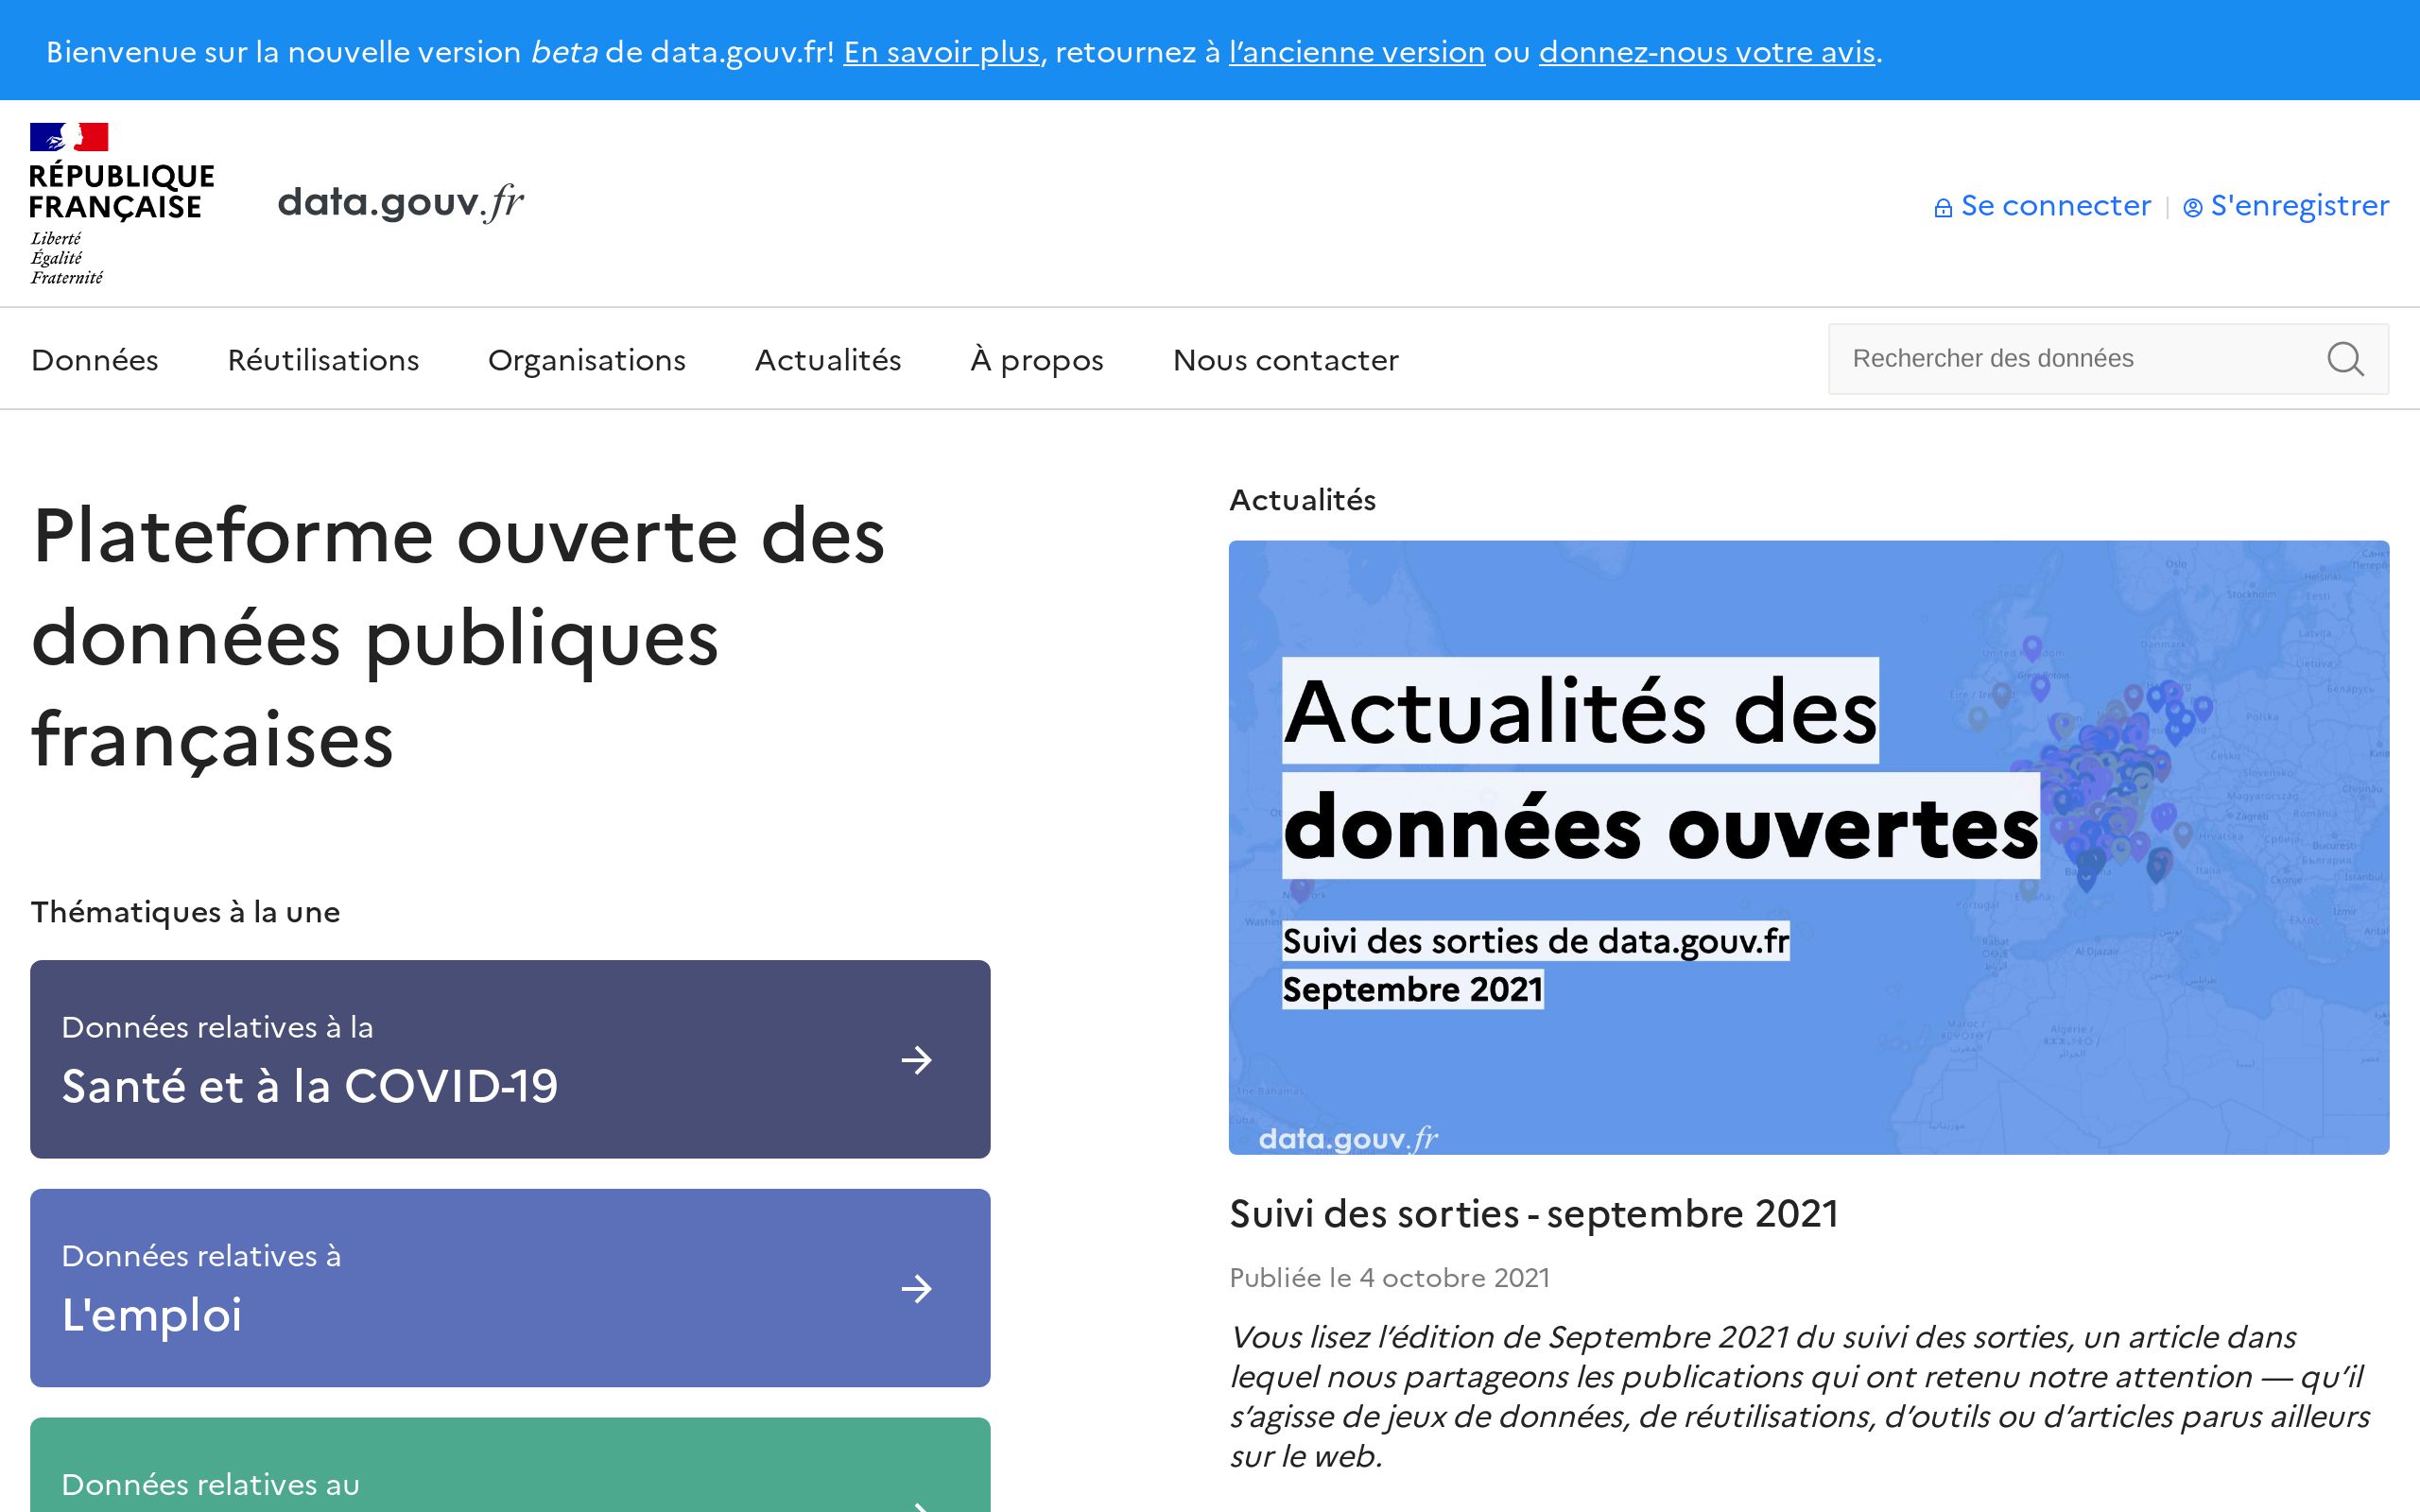 Bienvenue sur la nouvelle version beta de data.gouv.fr! En savoir plus, retournez à l’ancienne version ou donnez-nous votre avis.
RÉPUBLIQUE
FRANÇAISE
Liberté
Égalité
Fraternité
data.gouv.fr
Se connecter
S'enregistrer
Données
Réutilisations
Organisations
Actualités
À propos
Nous contacter
Rechercher des données
Plateforme ouverte des
données publiques
françaises
Thématiques à la une
Données relatives à la
Santé et à la COVID-19
Données relatives à
L'emploi
Données relatives au
Actualités
Actualités des
données ouvertes
Suivi des sorties de data.gouv.fr
Septembre 2021
data.gouv.fr
Suivi des sorties - septembre 2021
Publiée le 4 octobre 2021
Vous lisez l’édition de Septembre 2021 du suivi des sorties, un article dans
lequel nous partageons les publications qui ont retenu notre attention — qu’il
s’agisse de jeux de données, de réutilisations, d’outils ou d’articles parus ailleurs
sur le web.